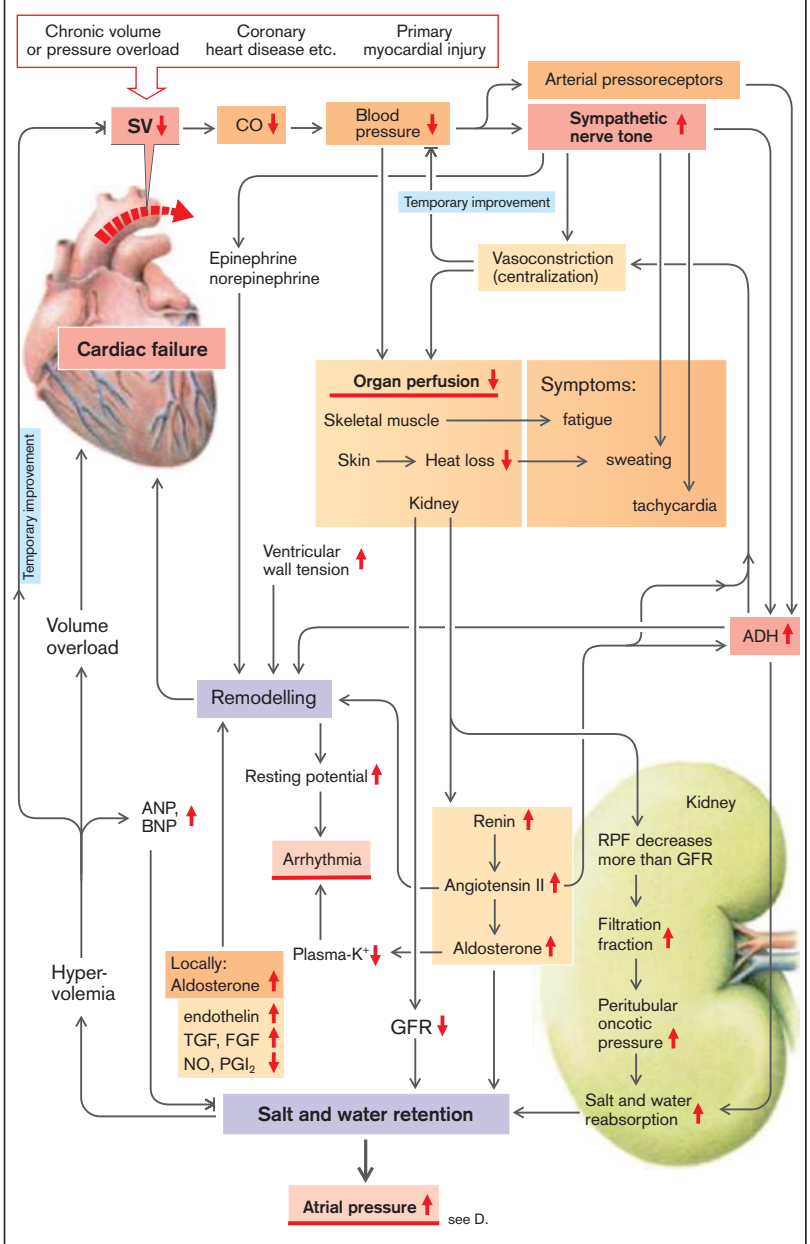 Chronic volume
or pressure overload
Coronary
heart disease etc.
Primary
myocardial injury
SV
CO
Blood
pressure
Arterial pressoreceptors
Sympathetic
nerve tone
Temporary improvement
Epinephrine
norepinephrine
Vasoconstriction
(centralization)
Cardiac failure
Organ perfusion
Symptoms:
Skeletal muscle
fatigue
Skin
Heat loss
sweating
Kidney
tachycardia
Temporary improvement
Ventricular
wall tension
Volume
overload
ADH
Remodelling
Resting potential
ANP,
BNP
Kidney
Renin
RPF decreases
more than GFR
Arrhythmia
Angiotensin II
Filtration
fraction
Plasma-K⁺
Aldosterone
Hyper-
volemia
Locally:
Aldosterone
endothelin
TGF, FGF
NO, PGI₂
GFR
Peritubular
oncotic
pressure
Salt and water retention
Salt and water
reabsorption
Atrial pressure
see D.